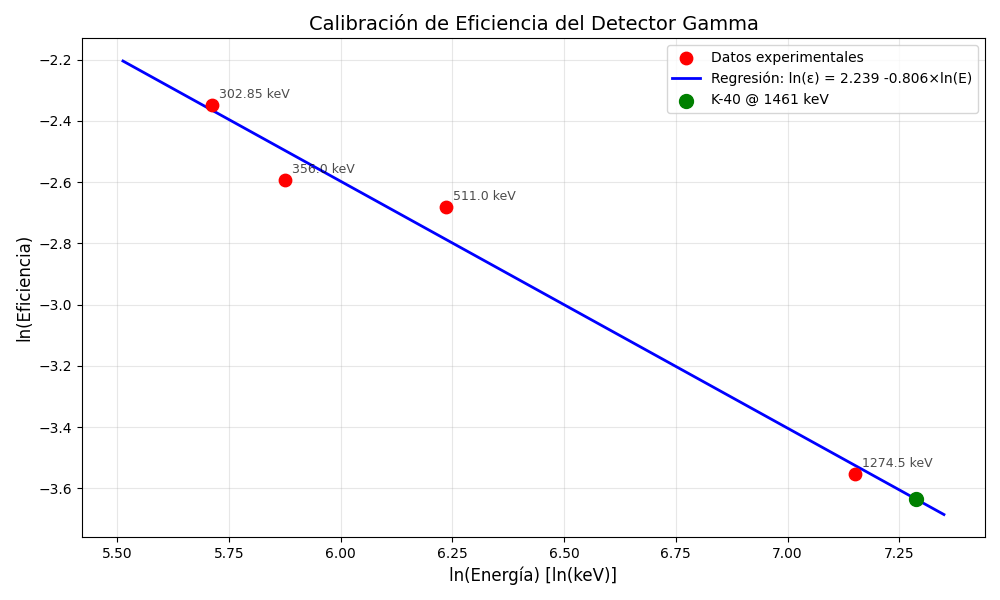 Calibración de Eficiencia del Detector Gamma
Datos experimentales
Regresión: ln(ε) = 2.239 -0.806×ln(E)
K-40 @ 1461 keV
302.85 keV
356.0 keV
511.0 keV
1274.5 keV
ln(Eficiencia)
−2.2
−2.4
−2.6
−2.8
−3.0
−3.2
−3.4
−3.6
5.50 5.75 6.00 6.25 6.50 6.75 7.00 7.25
ln(Energía) [ln(keV)]